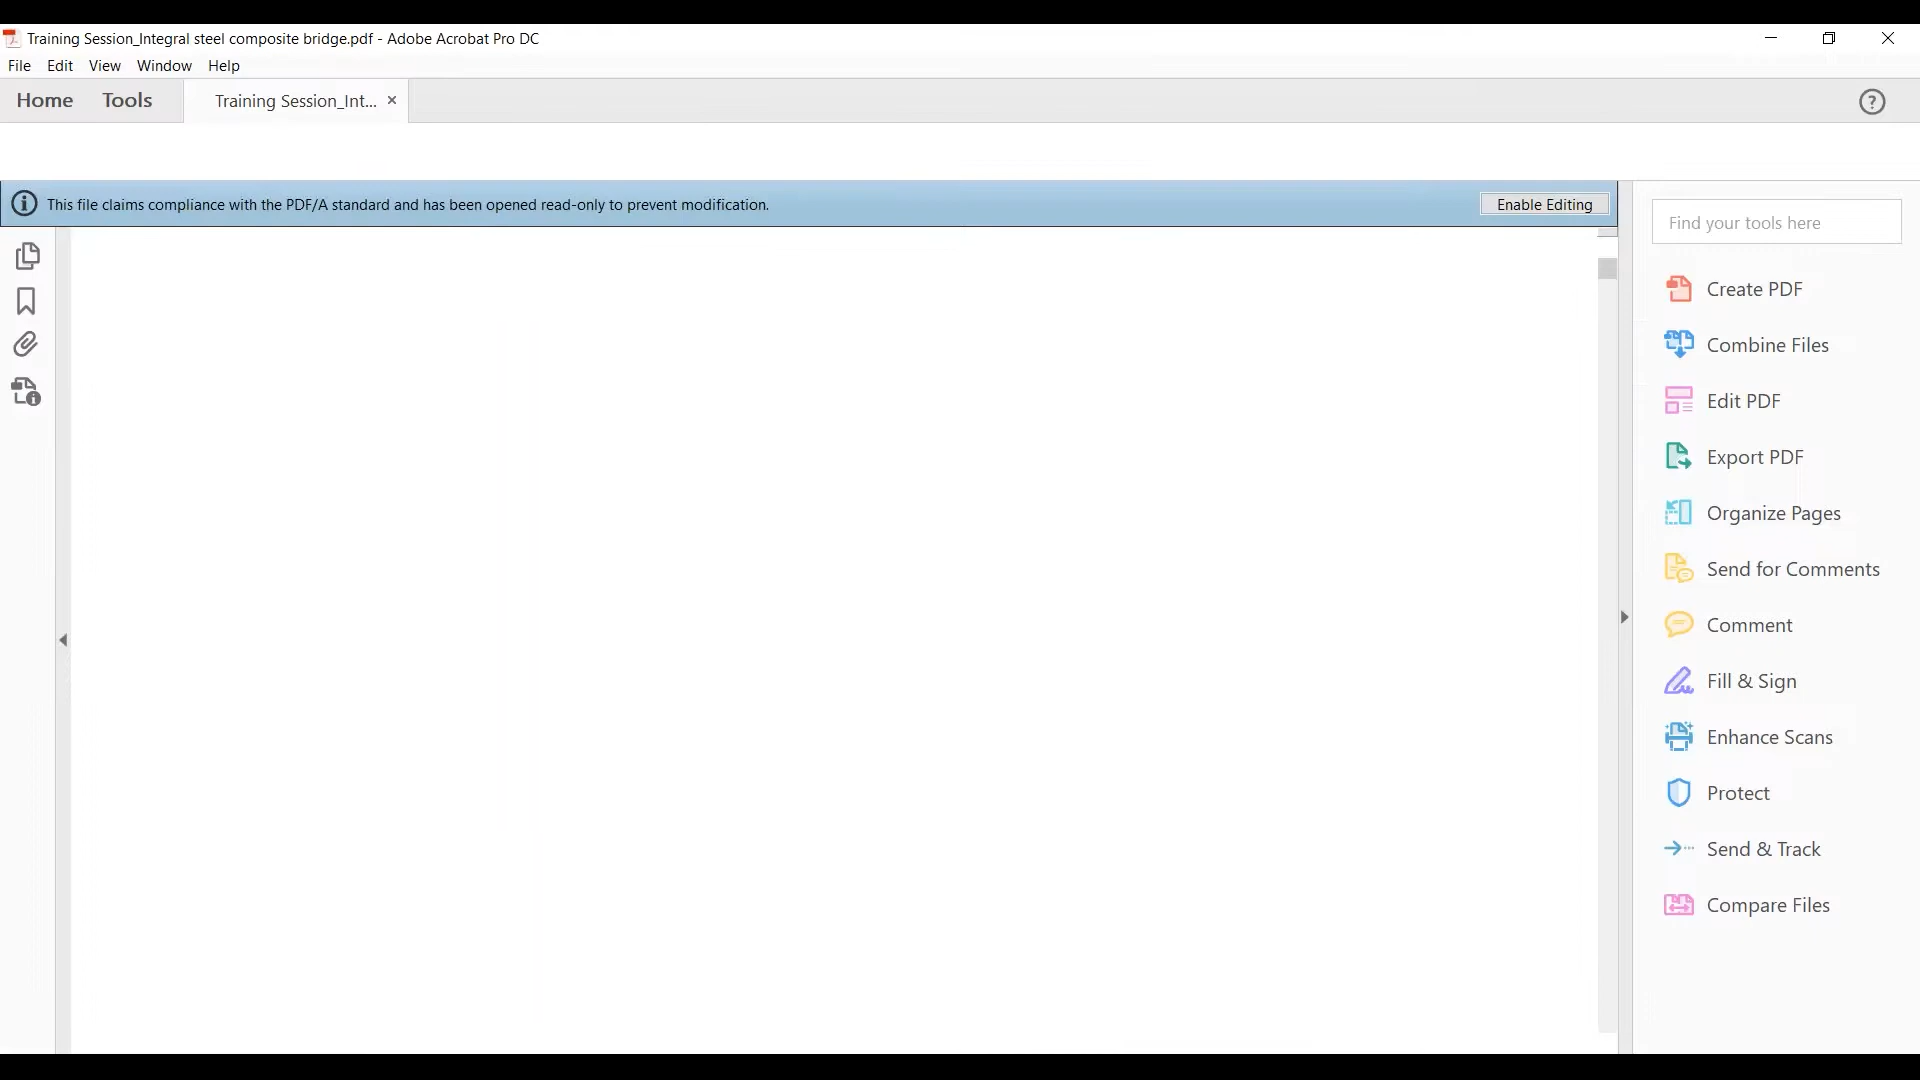 Training Session_Integral steel composite bridge.pdf - Adobe Acrobat Pro DC
File Edit View Window Help
Home Tools Training Session_Int... ×
This file claims compliance with the PDF/A standard and has been opened read-only to prevent modification. Enable Editing
Find your tools here
Create PDF
Combine Files
Edit PDF
Export PDF
Organize Pages
Send for Comments
Comment
Fill & Sign
Enhance Scans
Protect
Send & Track
Compare Files